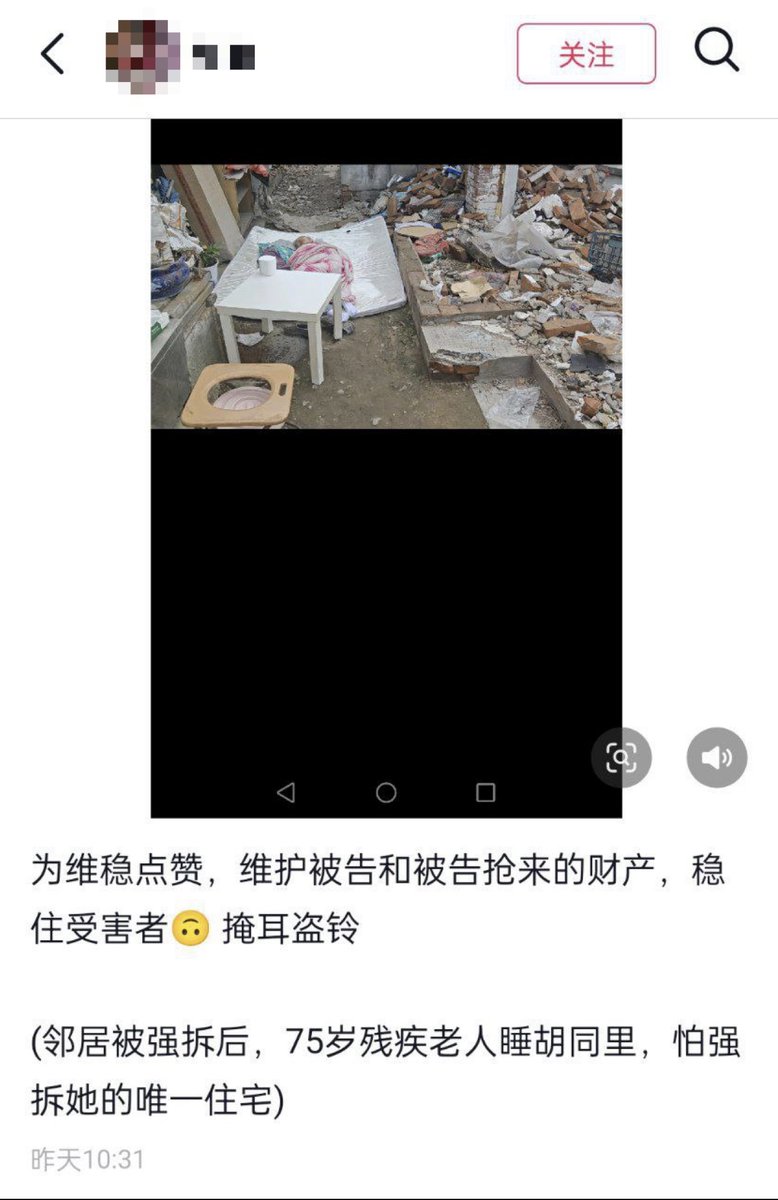 关注
为维稳点赞，维护被告和被告抢来的财产，稳
住受害者🙃 掩耳盗铃
(邻居被强拆后，75岁残疾老人睡胡同里，怕强
拆她的唯一住宅)
昨天10:31